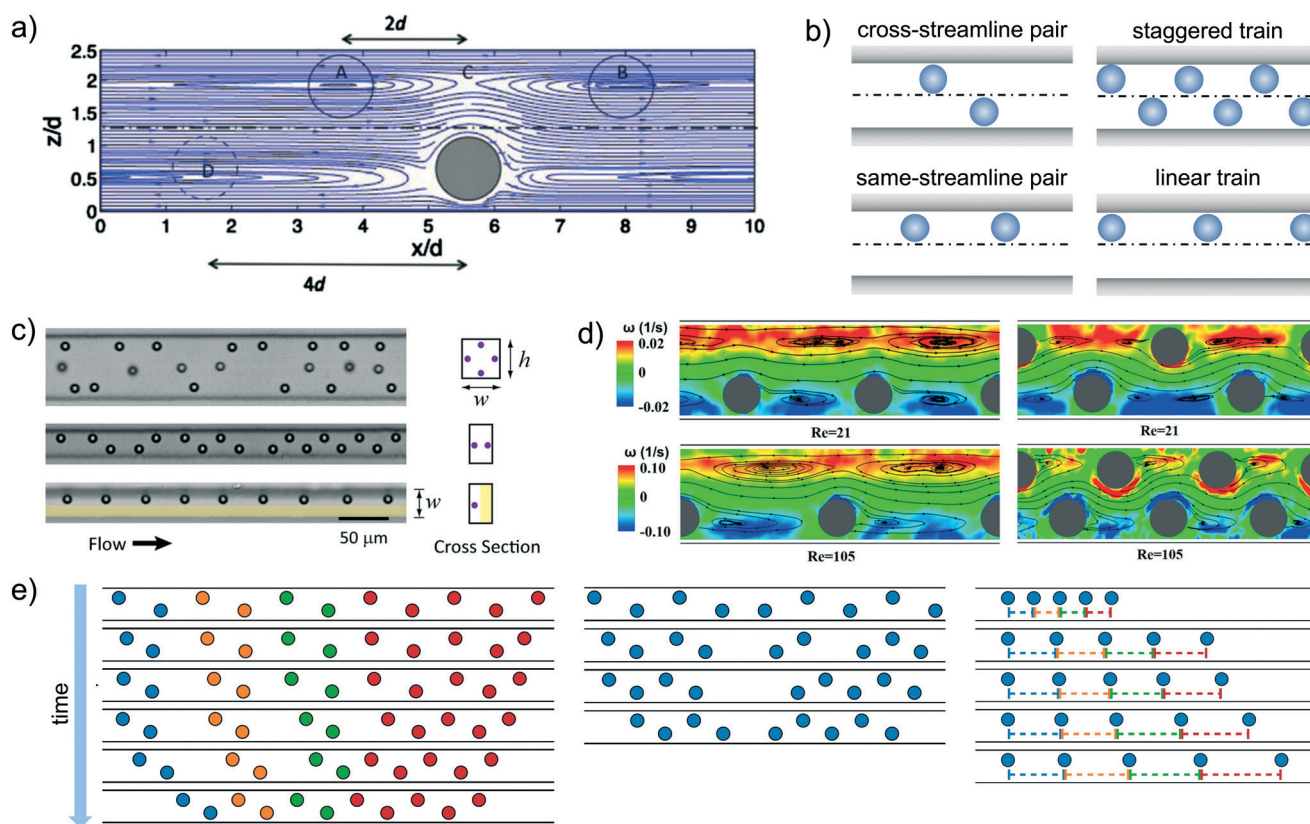 a)
2d
z/d
2.5
2
1.5
1
0.5
0
A
C
B
D
0 1 2 3 4 5 6 7 8 9 10
x/d
4d
b)
cross-streamline pair
staggered train
same-streamline pair
linear train
c)
h
w
w
Flow
50 μm
Cross Section
d)
ω (1/s)
0.02
0
-0.02
Re=21
Re=21
ω (1/s)
0.10
0
-0.10
Re=105
Re=105
e)
time